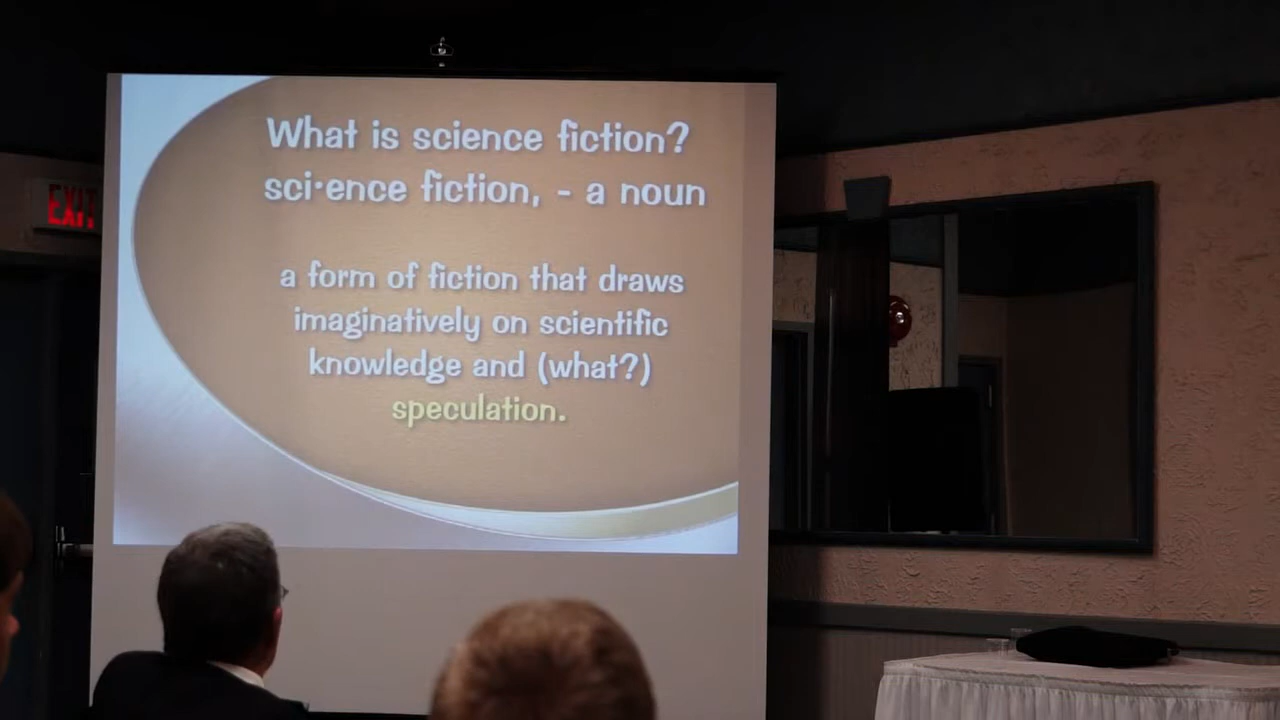 What is science fiction?
sci·ence fiction, - a noun
a form of fiction that draws
imaginatively on scientific
knowledge and (what?)
speculation.
EXIT